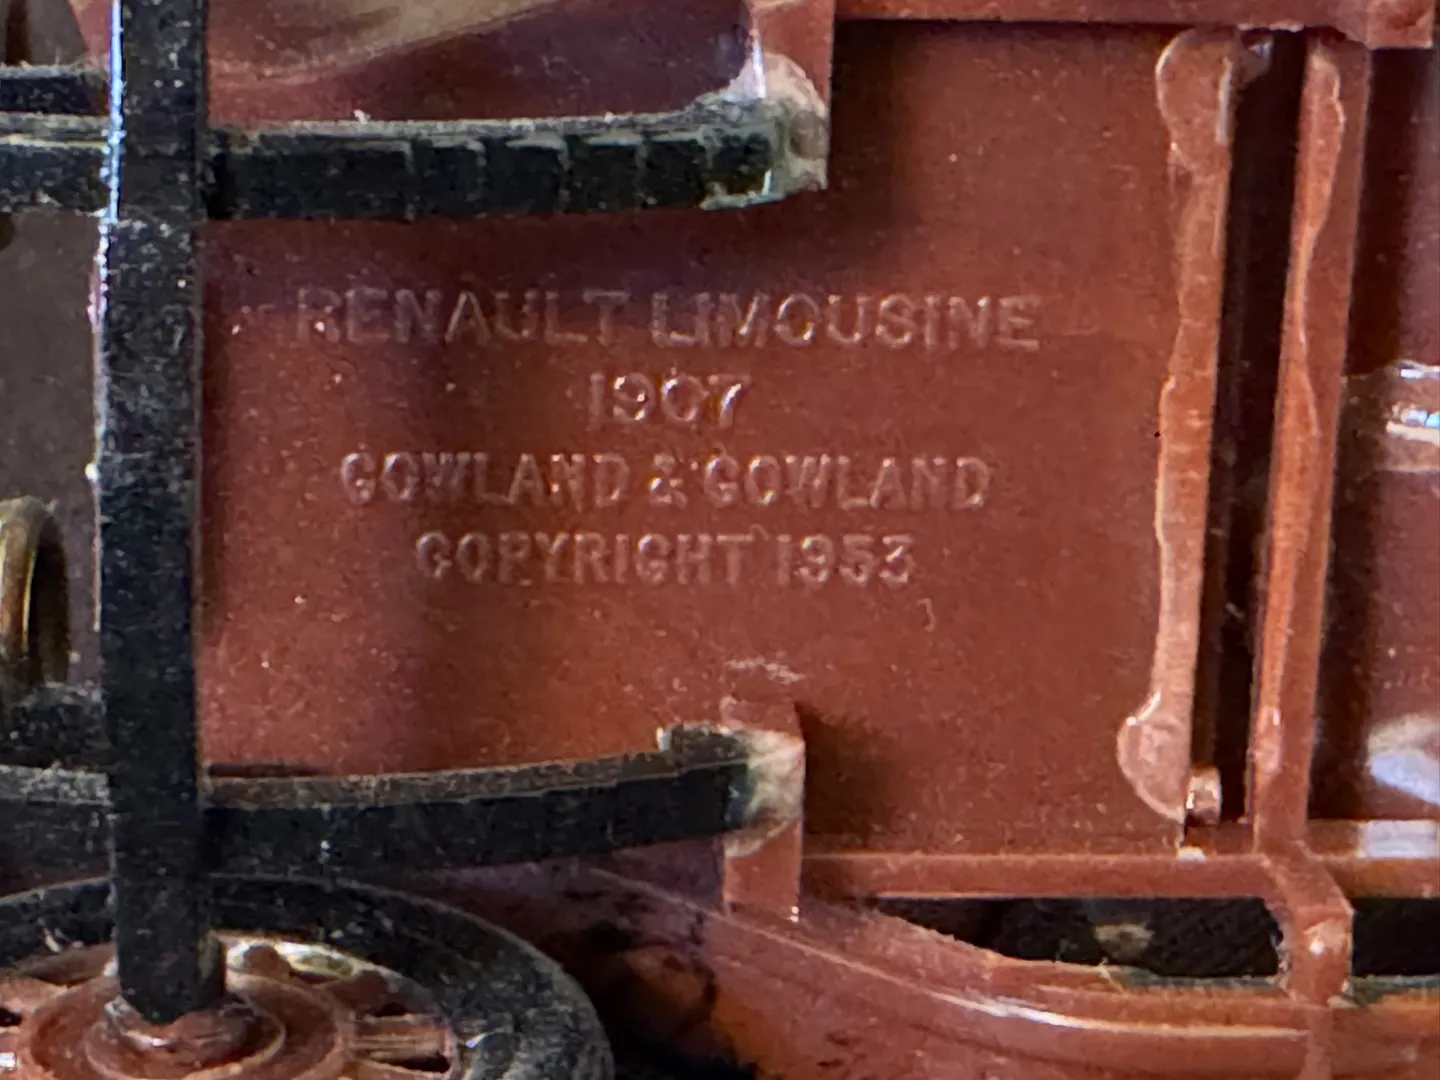 RENAULT LIMOUSINE
1907
GOWLAND & GOWLAND
COPYRIGHT 1953